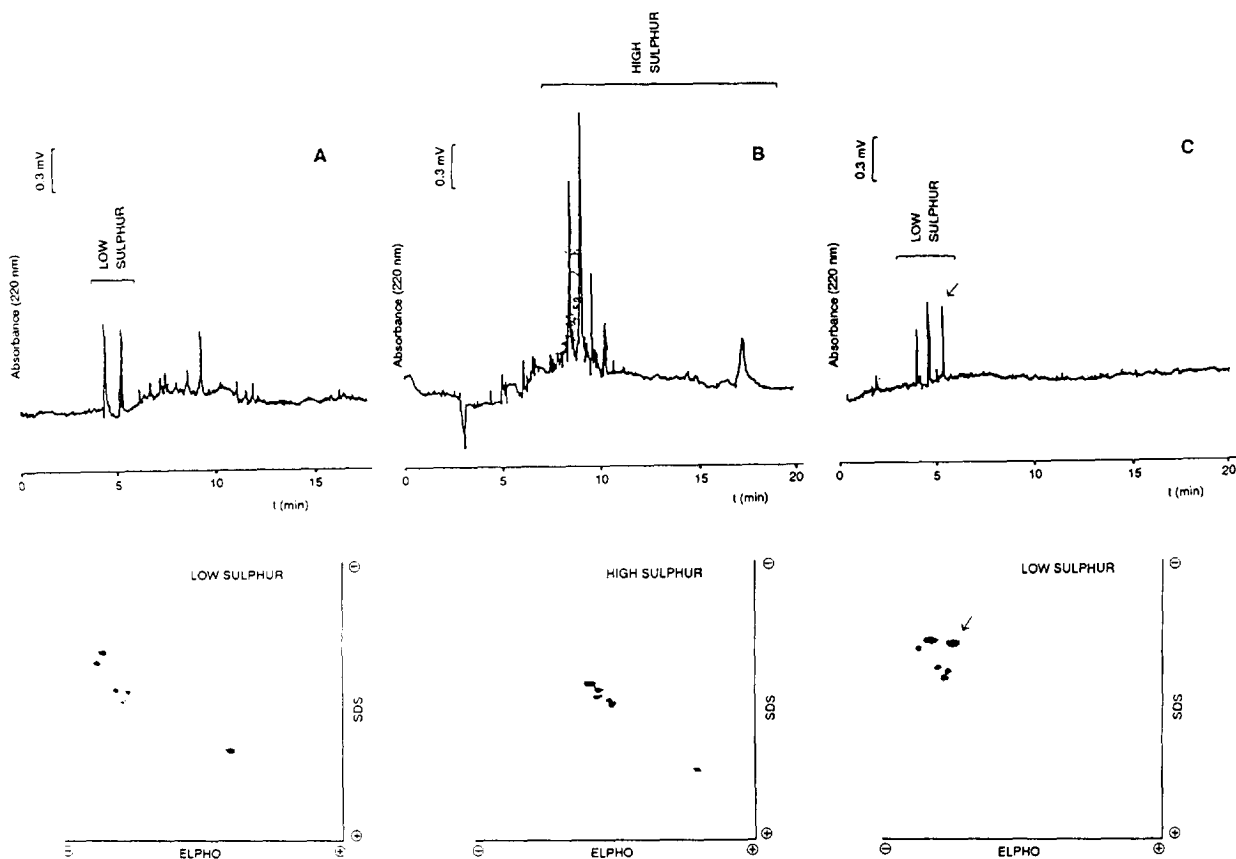 HIGH
SULPHUR
A
B
C
0.3 mV
0.3 mV
0.3 mV
LOW
SULPHUR
LOW
SULPHUR
Absorbance (220 nm)
Absorbance (220 nm)
Absorbance (220 nm)
0 5 10 15
t (min)
0 5 10 15 20
t (min)
0 5 10 15 20
t (min)
LOW SULPHUR
⊖
SDS
⊕
⊖ ELPHO ⊕
HIGH SULPHUR
⊖
SDS
⊕
⊖ ELPHO ⊕
LOW SULPHUR
⊖
SDS
⊕
⊖ ELPHO ⊕